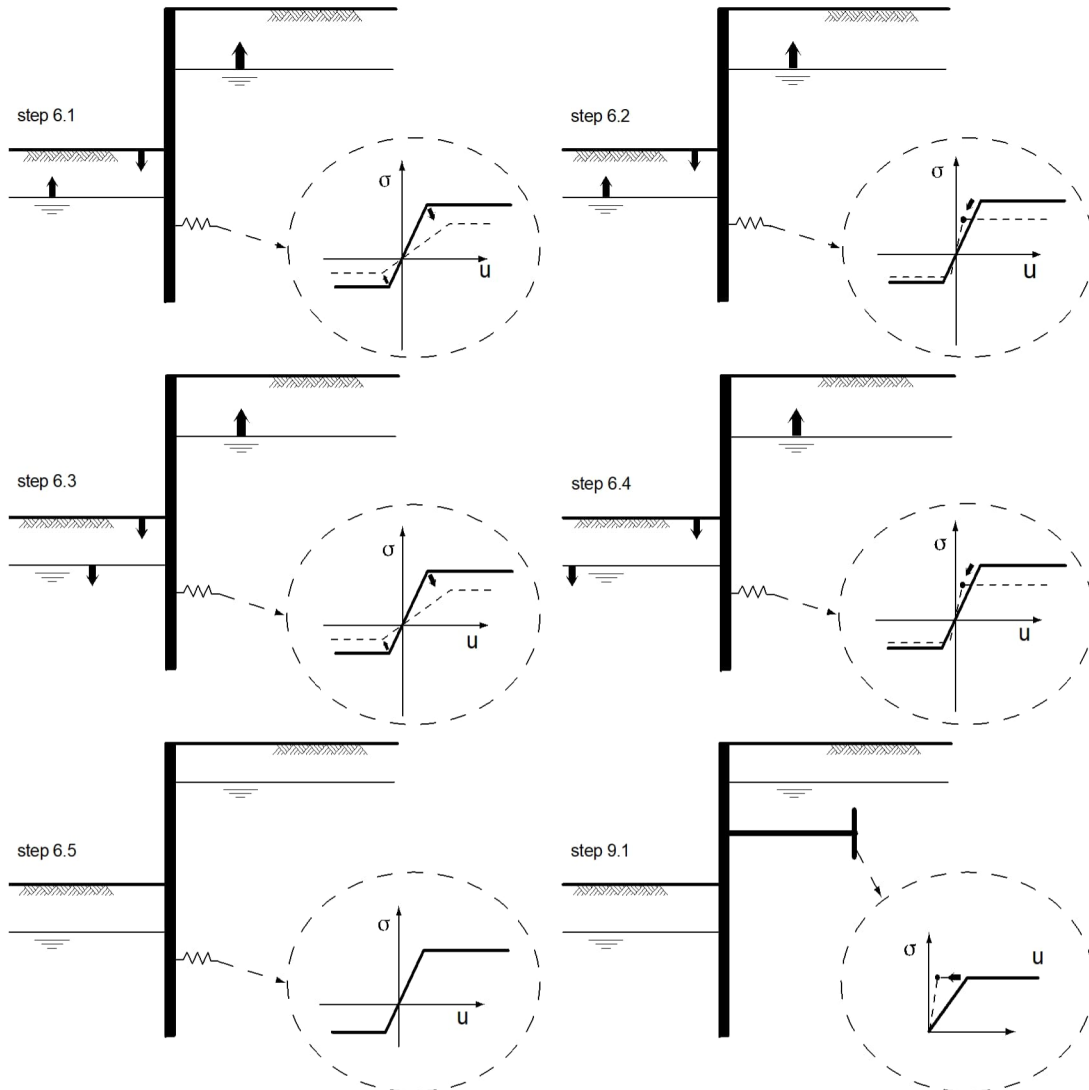 step 6.1
σ
u
step 6.2
σ
u
step 6.3
σ
u
step 6.4
σ
u
step 6.5
σ
u
step 9.1
σ
u